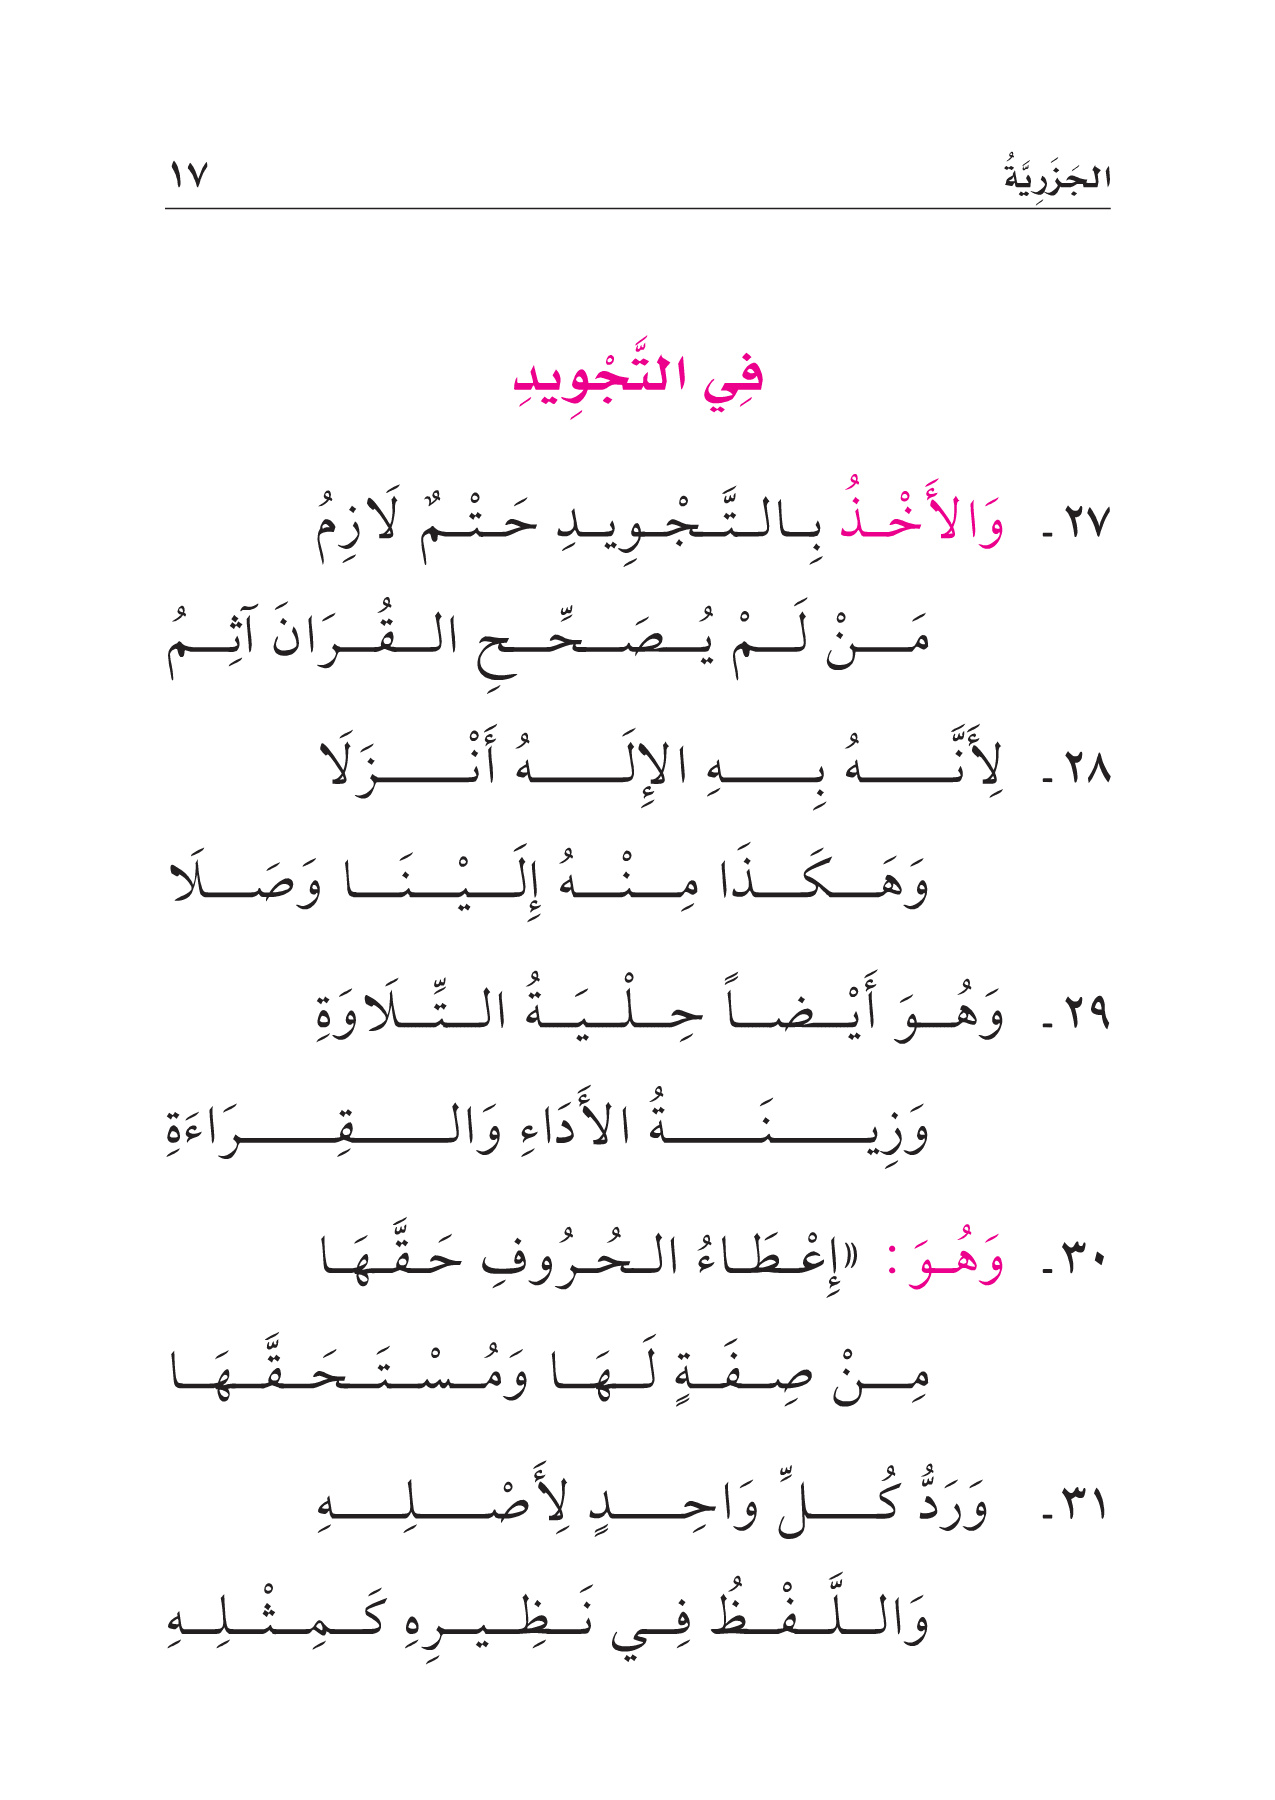 الجَزَرِيَّةُ ١٧
فِي التَّجْوِيدِ
٢٧ - وَالأَخْذُ بِالتَّجْوِيدِ حَتْمٌ لَازِمُ
مَنْ لَمْ يُصَحِّحِ القُرَانَ آثِمُ
٢٨ - لِأَنَّهُ بِهِ الإِلَهُ أَنْزَلَا
وَهَكَذَا مِنْهُ إِلَيْنَا وَصَلَا
٢٩ - وَهُوَ أَيْضاً حِلْيَةُ التِّلَاوَةِ
وَزِينَةُ الأَدَاءِ وَالقِرَاءَةِ
٣٠ - وَهُوَ: «إِعْطَاءُ الحُرُوفِ حَقَّهَا
مِنْ صِفَةٍ لَهَا وَمُسْتَحَقَّهَا
٣١ - وَرَدُّ كُلِّ وَاحِدٍ لِأَصْلِهِ
وَاللَّفْظُ فِي نَظِيرِهِ كَمِثْلِهِ